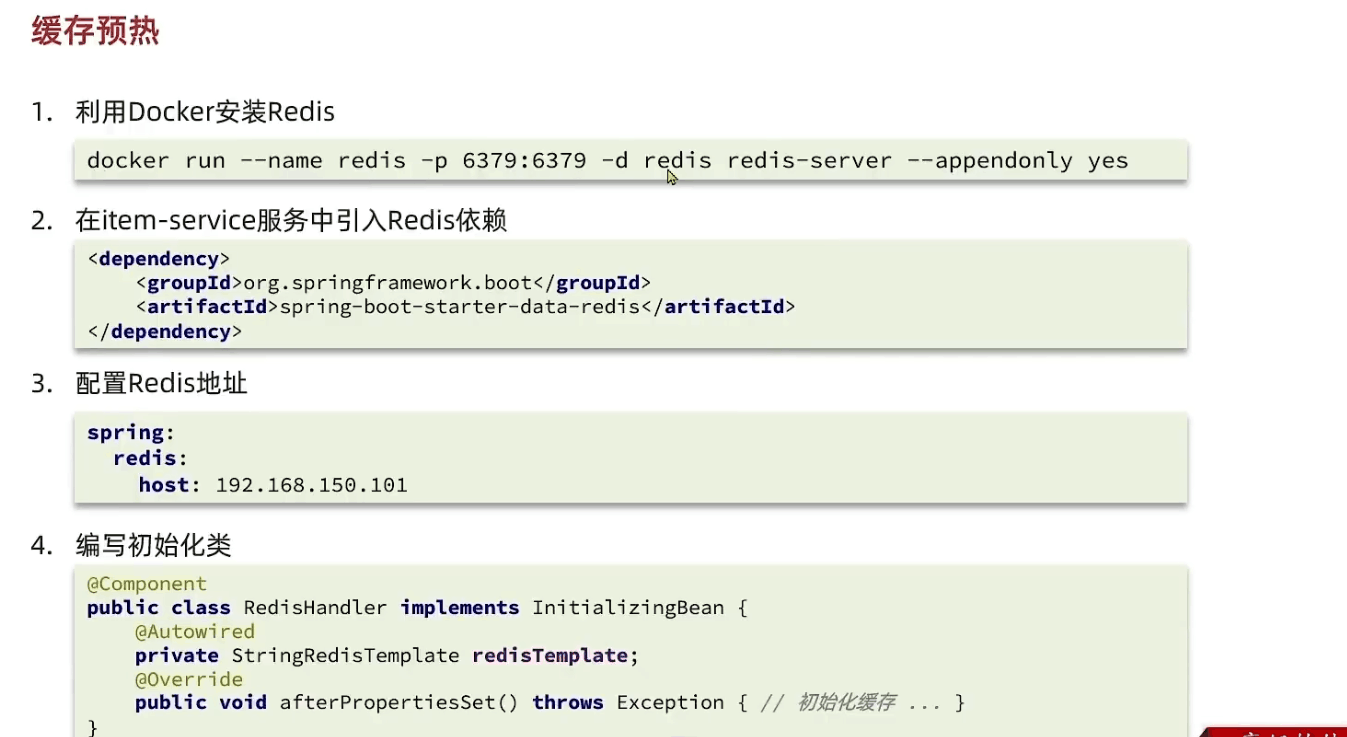 缓存预热
1. 利用Docker安装Redis
docker run --name redis -p 6379:6379 -d redis redis-server --appendonly yes
2. 在item-service服务中引入Redis依赖
<dependency>
    <groupId>org.springframework.boot</groupId>
    <artifactId>spring-boot-starter-data-redis</artifactId>
</dependency>
3. 配置Redis地址
spring:
  redis:
    host: 192.168.150.101
4. 编写初始化类
@Component
public class RedisHandler implements InitializingBean {
    @Autowired
    private StringRedisTemplate redisTemplate;
    @Override
    public void afterPropertiesSet() throws Exception { // 初始化缓存 ... }
}